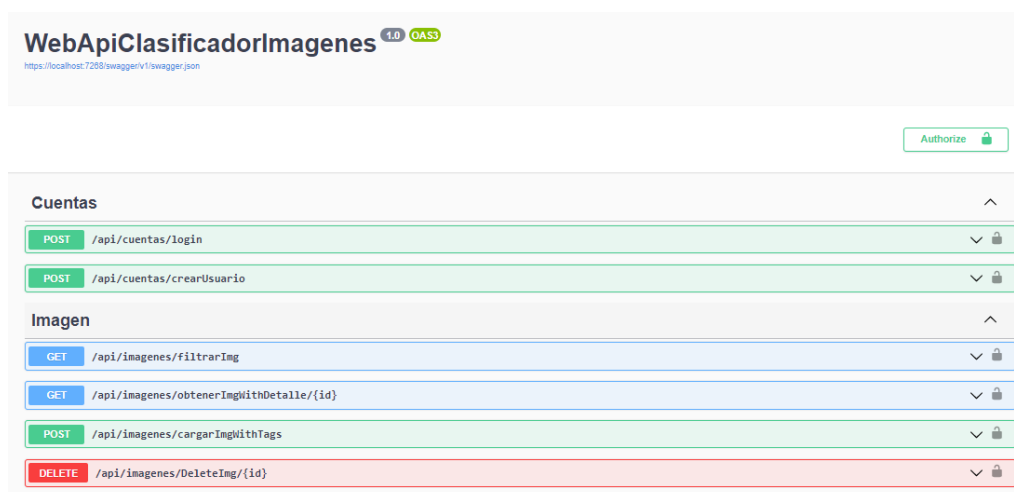 WebApiClasificadorImagenes 1.0 OAS3
https://localhost:7268/swagger/v1/swagger.json
Authorize
Cuentas
POST /api/cuentas/login
POST /api/cuentas/crearUsuario
Imagen
GET /api/imagenes/filtrarImg
GET /api/imagenes/obtenerImgWithDetalle/{id}
POST /api/imagenes/cargarImgWithTags
DELETE /api/imagenes/DeleteImg/{id}